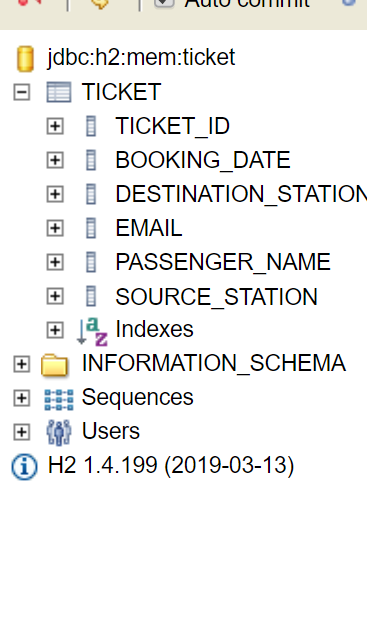 Auto commit
jdbc:h2:mem:ticket
TICKET
TICKET_ID
BOOKING_DATE
DESTINATION_STATION
EMAIL
PASSENGER_NAME
SOURCE_STATION
Indexes
INFORMATION_SCHEMA
Sequences
Users
H2 1.4.199 (2019-03-13)